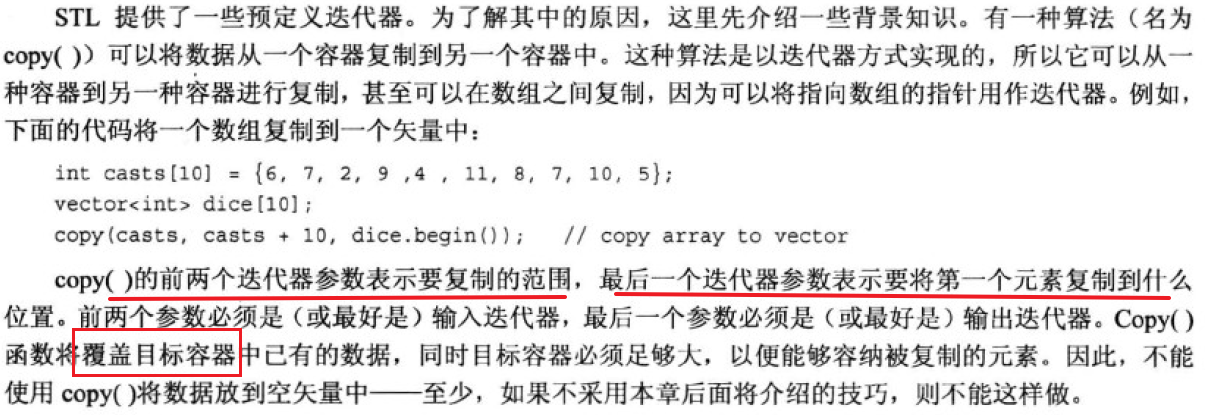 STL 提供了一些预定义迭代器。为了解其中的原因，这里先介绍一些背景知识。有一种算法（名为
copy( )）可以将数据从一个容器复制到另一个容器中。这种算法是以迭代器方式实现的，所以它可以从一
种容器到另一种容器进行复制，甚至可以在数组之间复制，因为可以将指向数组的指针用作迭代器。例如，
下面的代码将一个数组复制到一个矢量中：
int casts[10] = {6, 7, 2, 9 ,4 , 11, 8, 7, 10, 5};
vector<int> dice[10];
copy(casts, casts + 10, dice.begin());   // copy array to vector
copy( )的前两个迭代器参数表示要复制的范围，最后一个迭代器参数表示要将第一个元素复制到什么
位置。前两个参数必须是（或最好是）输入迭代器，最后一个参数必须是（或最好是）输出迭代器。Copy( )
函数将覆盖目标容器中已有的数据，同时目标容器必须足够大，以便能够容纳被复制的元素。因此，不能
使用 copy( )将数据放到空矢量中——至少，如果不采用本章后面将介绍的技巧，则不能这样做。